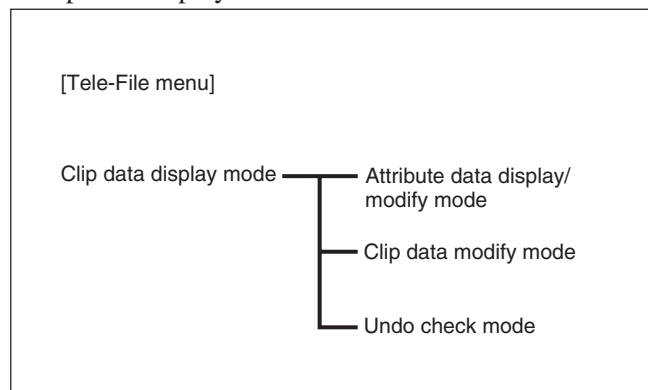 [Tele-File menu]
Clip data display mode
Attribute data display/
modify mode
Clip data modify mode
Undo check mode